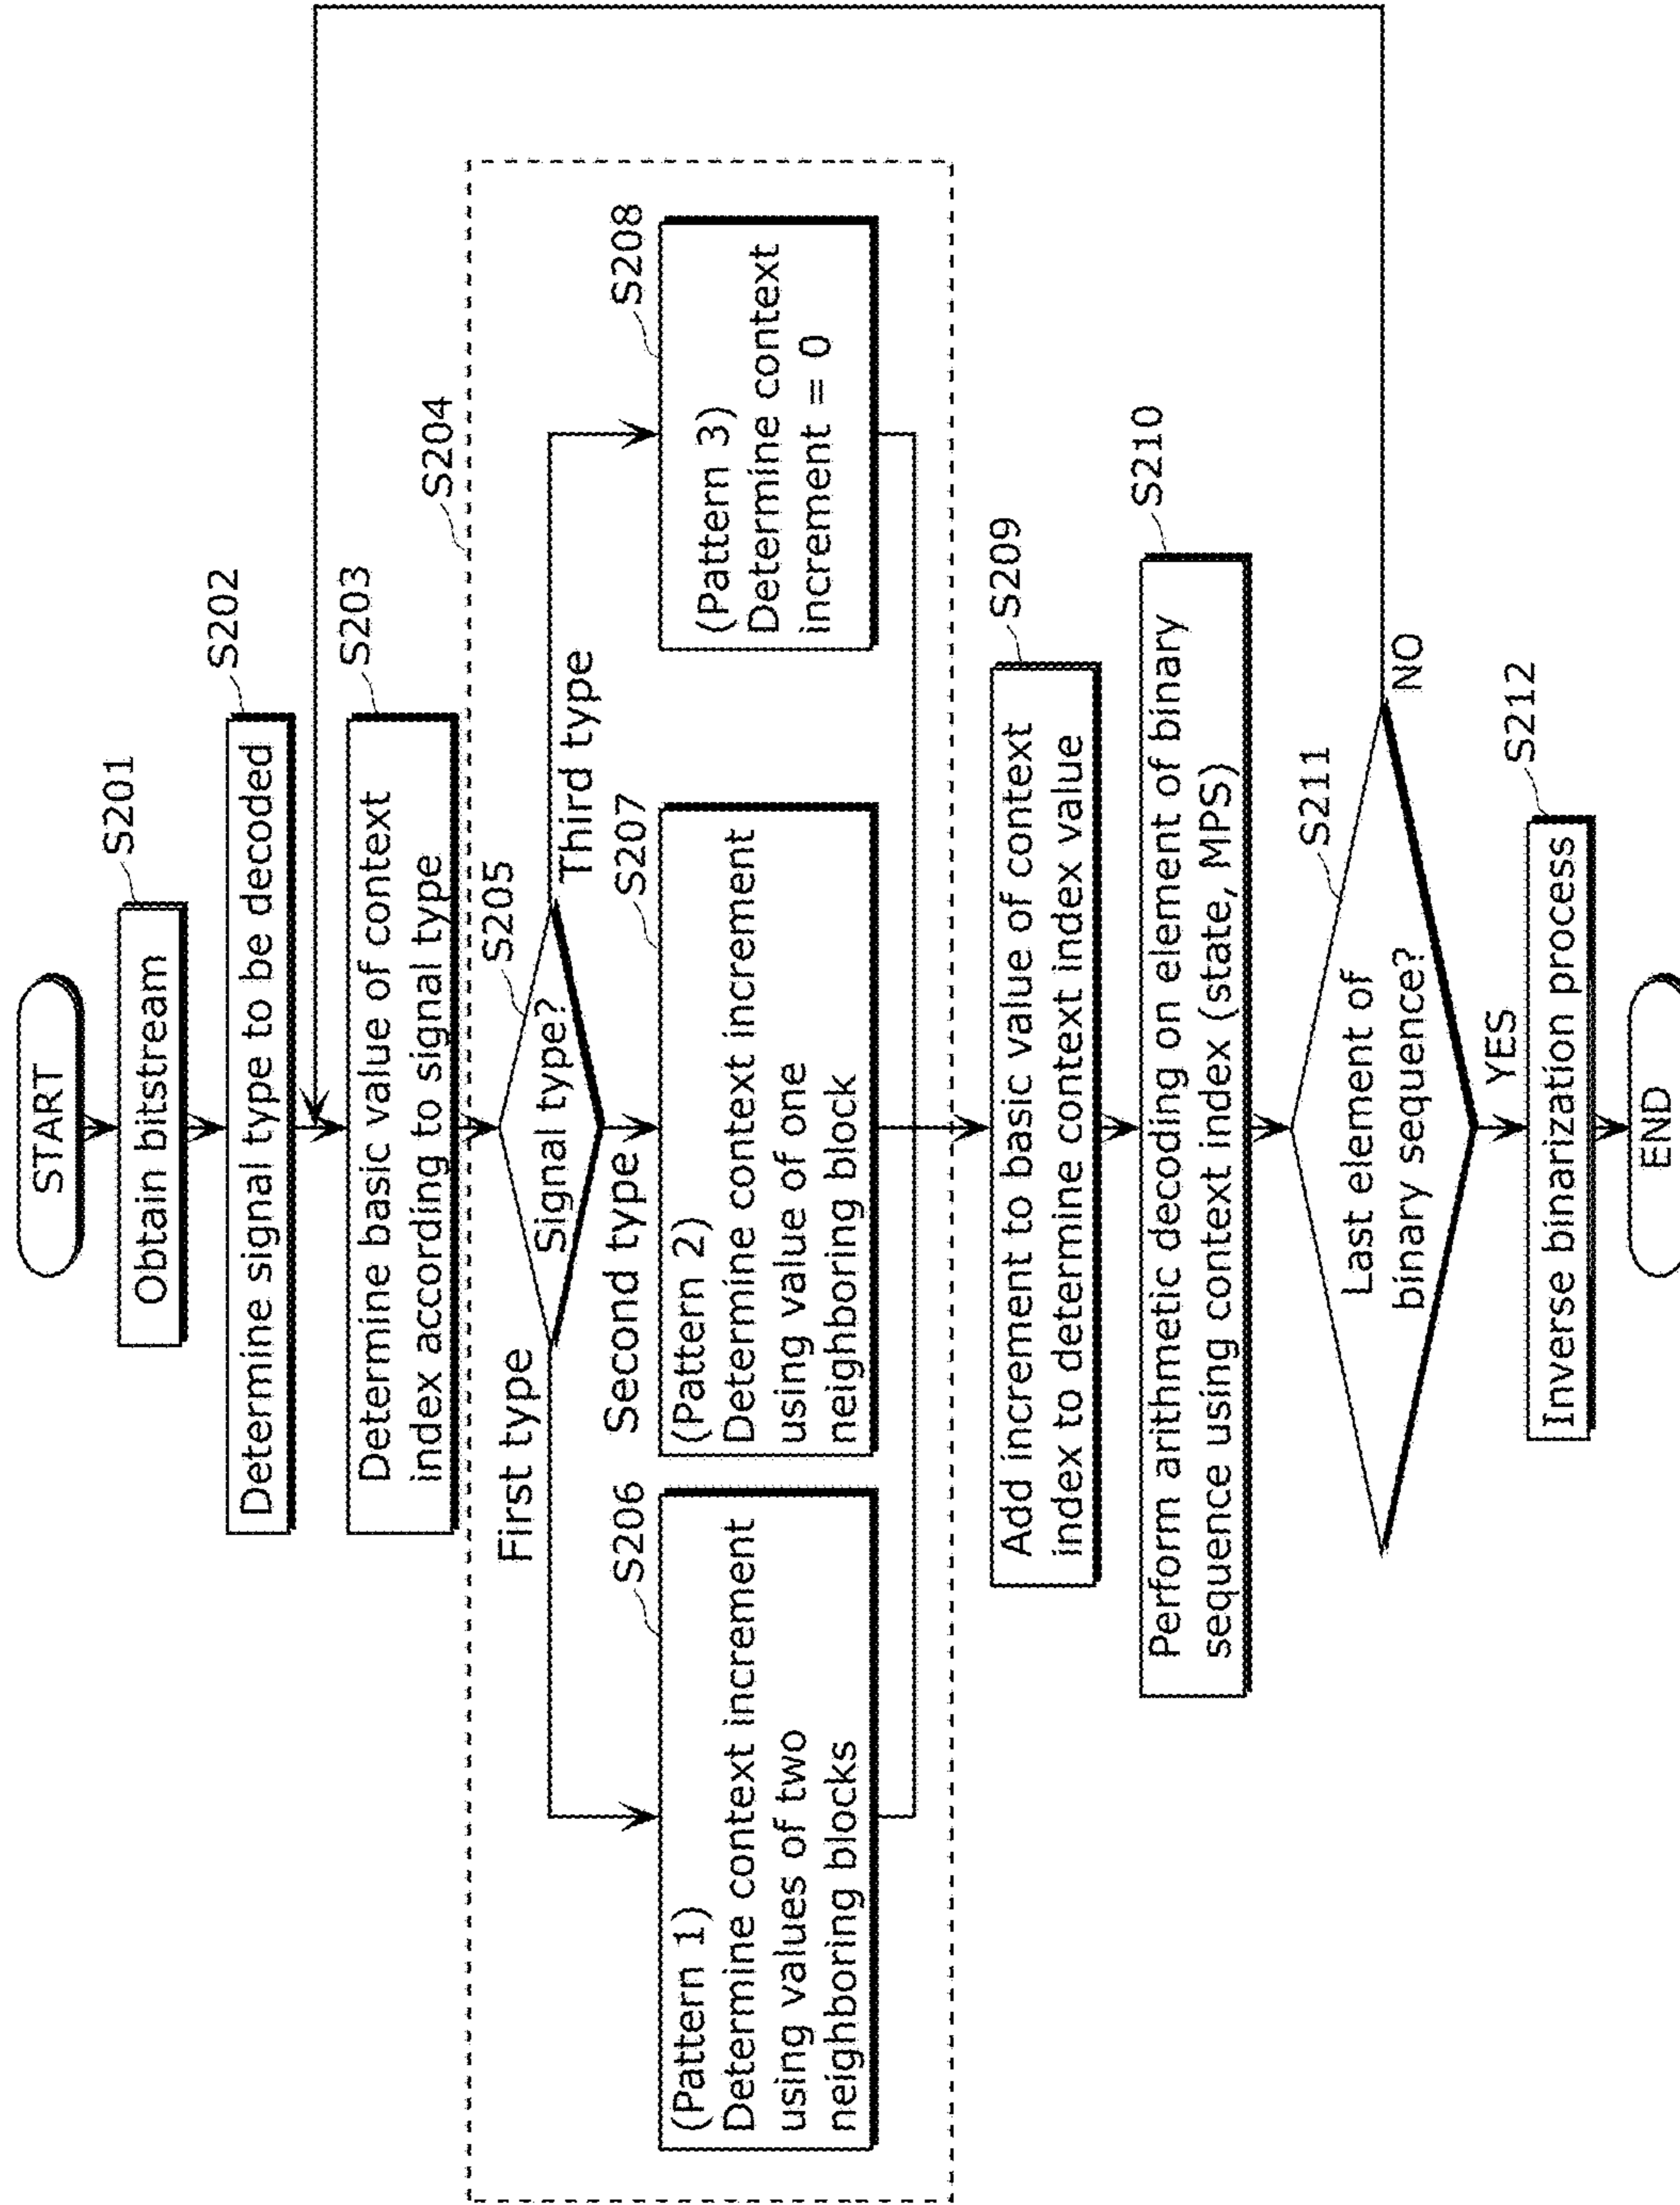 START
S201
Obtain bitstream
S202
Determine signal type to be decoded
S203
Determine basic value of context
index according to signal type
S204
S205
Signal type?
First type
Second type
Third type
S206
(Pattern 1)
Determine context increment
using values of two
neighboring blocks
S207
(Pattern 2)
Determine context increment
using value of one
neighboring block
S208
(Pattern 3)
Determine context
increment = 0
S209
Add increment to basic value of context
index to determine context index value
S210
Perform arithmetic decoding on element of binary
sequence using context index (state, MPS)
S211
Last element of
binary sequence?
NO
YES
S212
Inverse binarization process
END